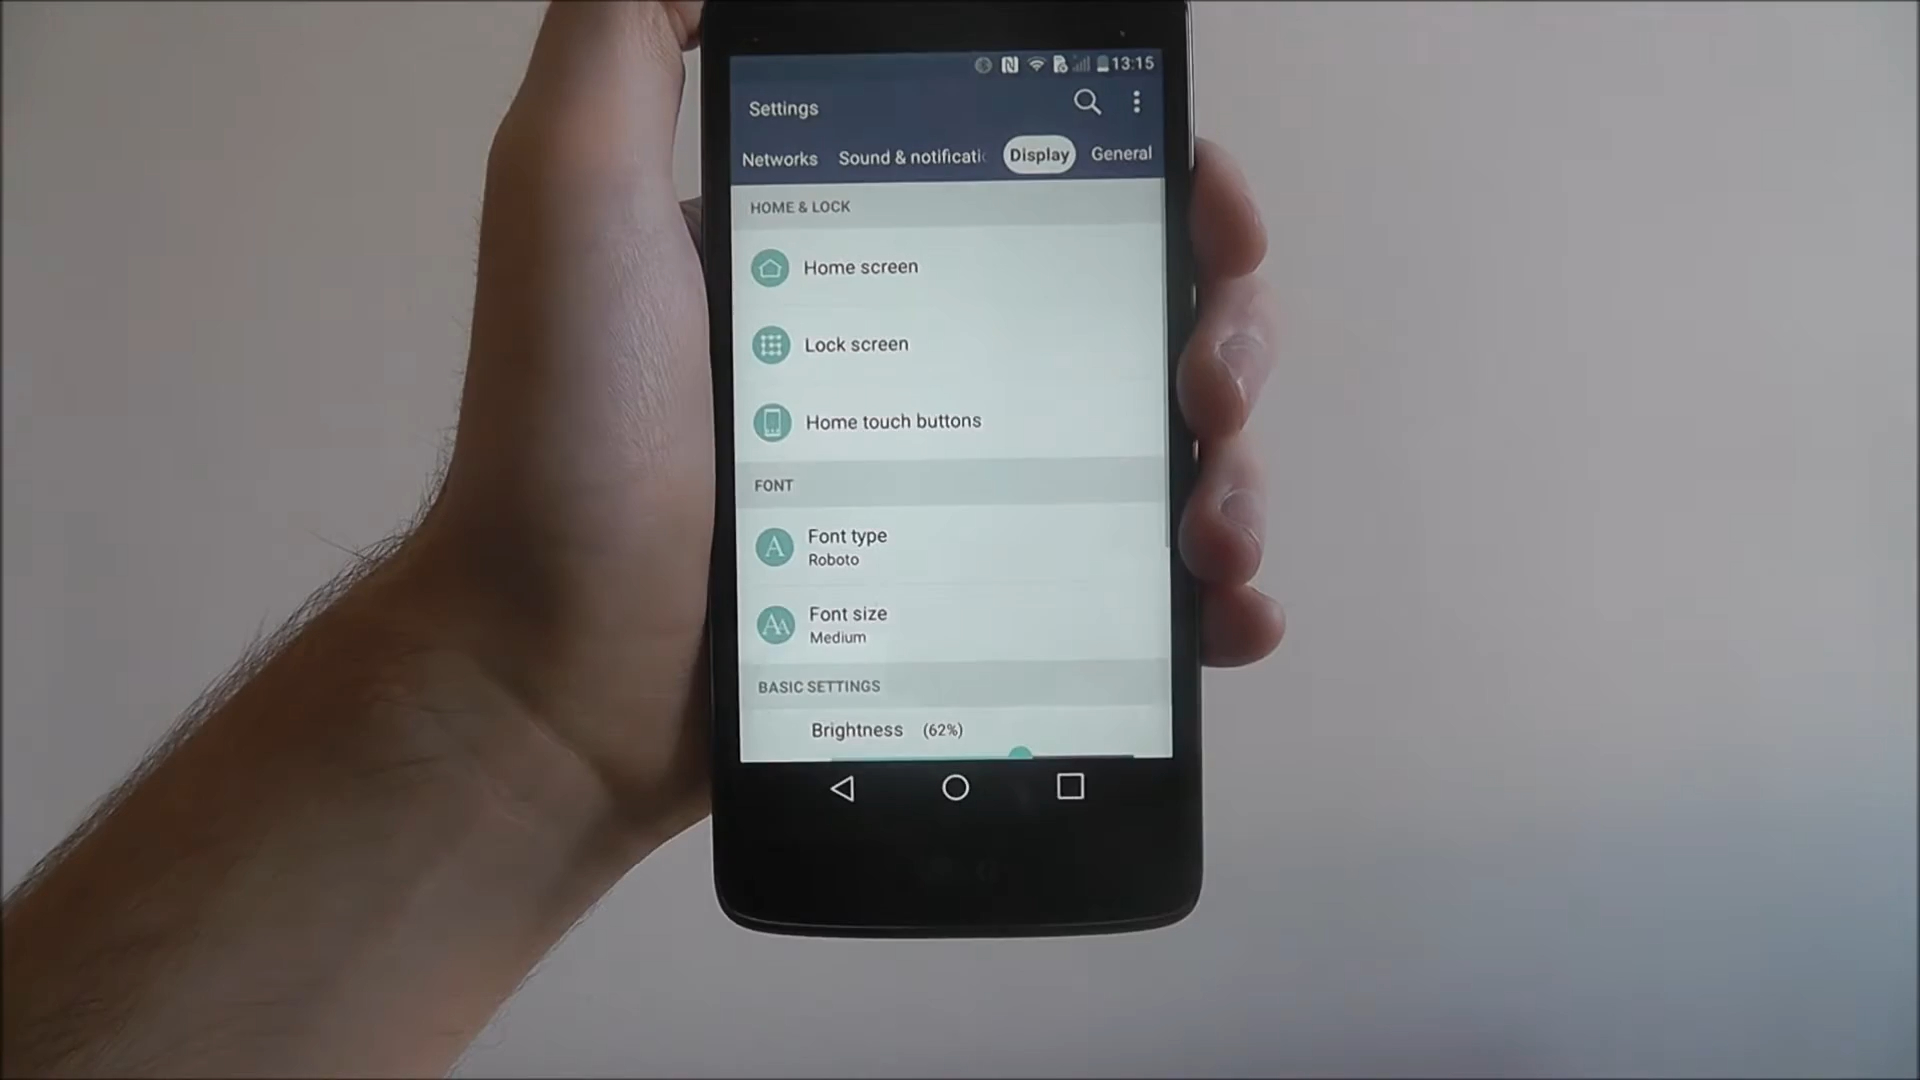 13:15
Settings
Networks Sound & notificati Display General
HOME & LOCK
Home screen
Lock screen
Home touch buttons
FONT
Font type
Roboto
Font size
Medium
BASIC SETTINGS
Brightness (62%)